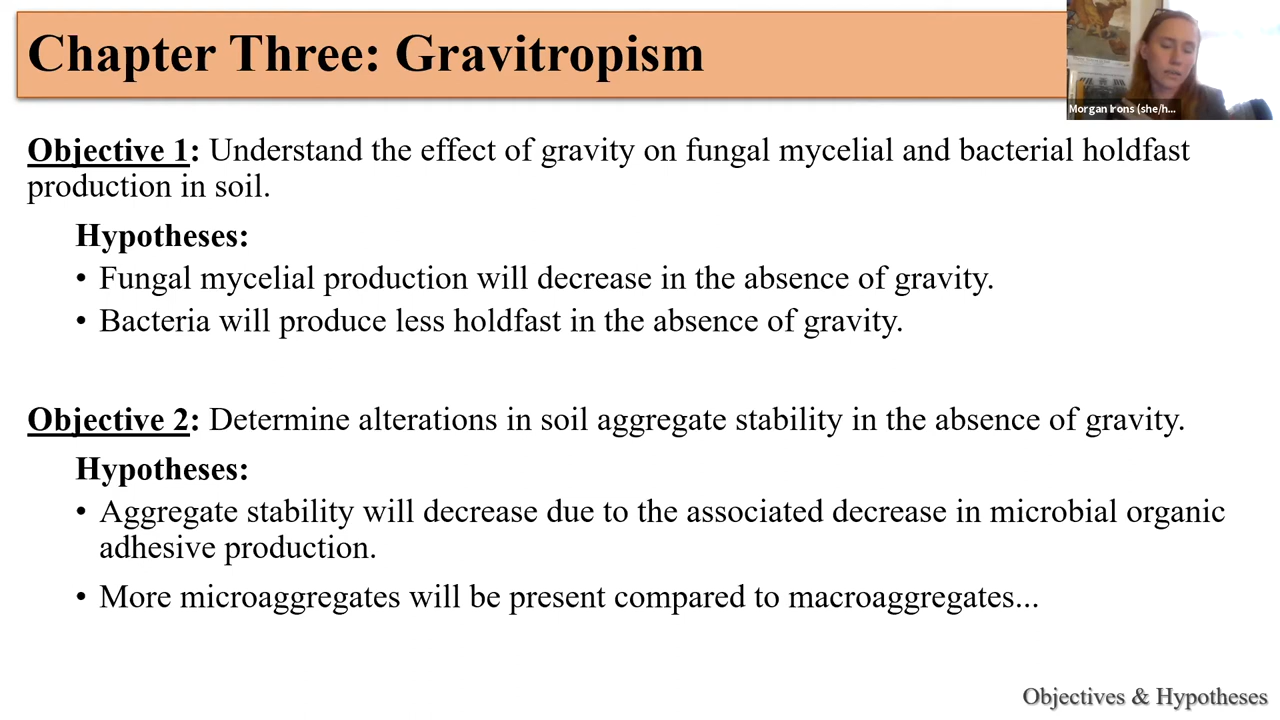 Chapter Three: Gravitropism
Morgan Irons (she/h...
Objective 1: Understand the effect of gravity on fungal mycelial and bacterial holdfast
production in soil.
Hypotheses:
• Fungal mycelial production will decrease in the absence of gravity.
• Bacteria will produce less holdfast in the absence of gravity.
Objective 2: Determine alterations in soil aggregate stability in the absence of gravity.
Hypotheses:
• Aggregate stability will decrease due to the associated decrease in microbial organic
adhesive production.
• More microaggregates will be present compared to macroaggregates...
Objectives & Hypotheses